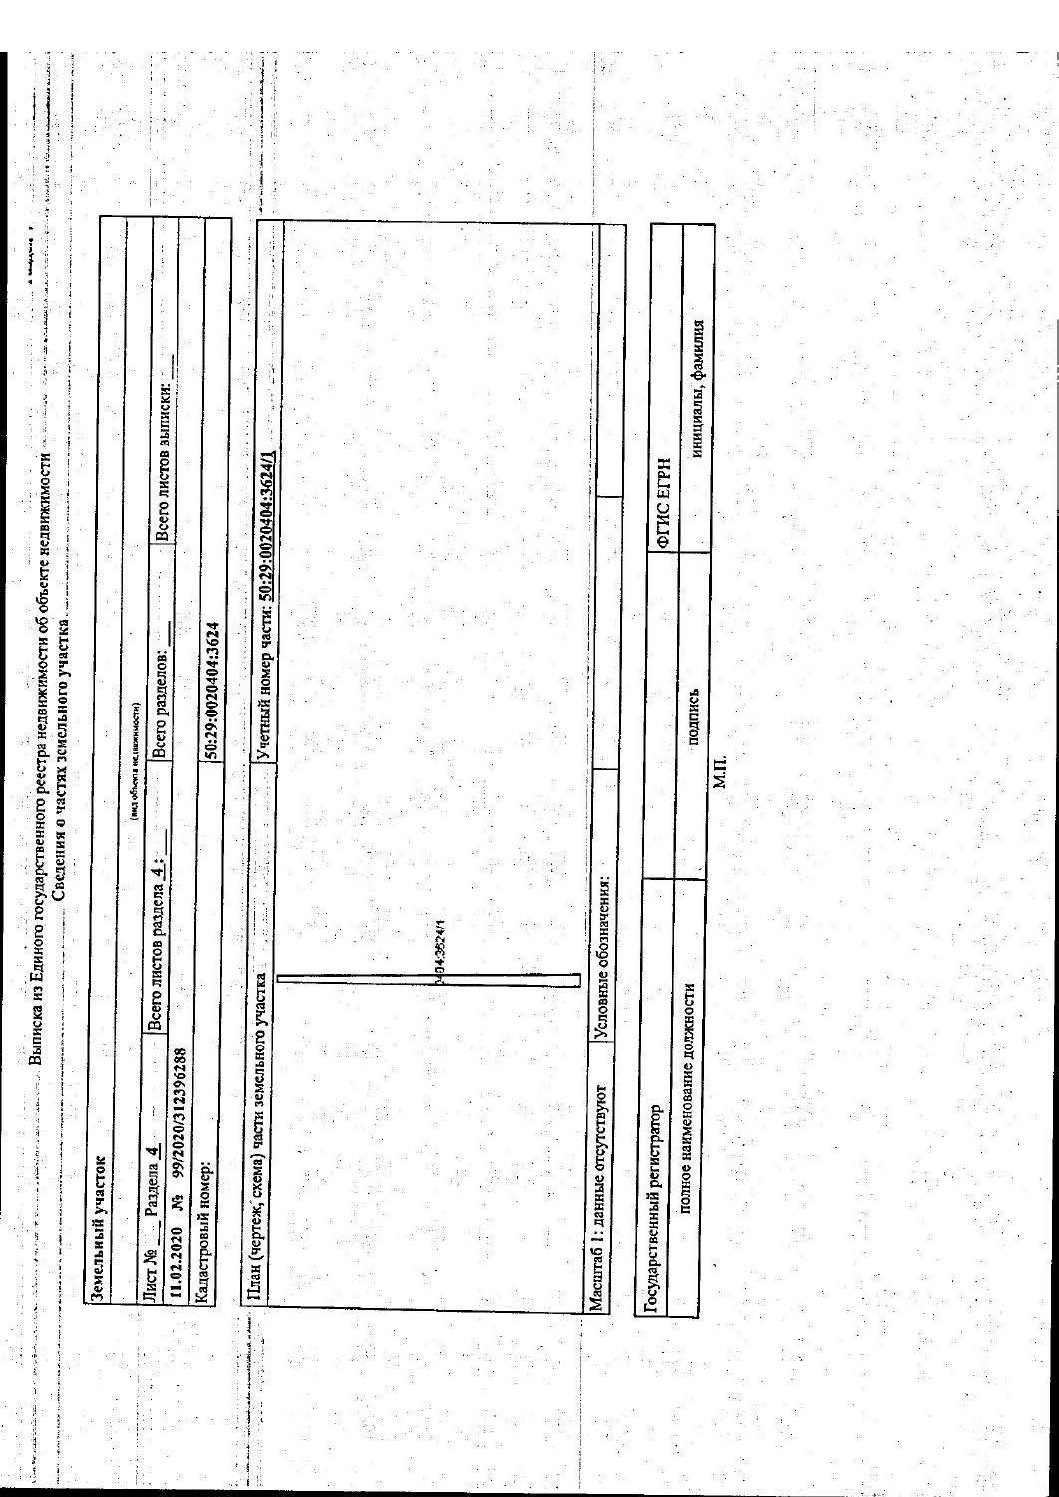 Выписка из Единого государственного реестра недвижимости об объекте недвижимости
Сведения о частях земельного участка
Земельный участок
(вид объекта недвижимости)
Лист № ___ Раздела 4 Всего листов раздела 4 : ___ Всего разделов: ___ Всего листов выписки: ___
11.02.2020 № 99/2020/312396288
Кадастровый номер: 50:29:0020404:3624
План (чертеж, схема) части земельного участка Учетный номер части: 50:29:0020404:3624/1
404:3624/1
Масштаб 1: данные отсутствуют Условные обозначения:
Государственный регистратор ФГИС ЕГРН
полное наименование должности подпись инициалы, фамилия
М.П.